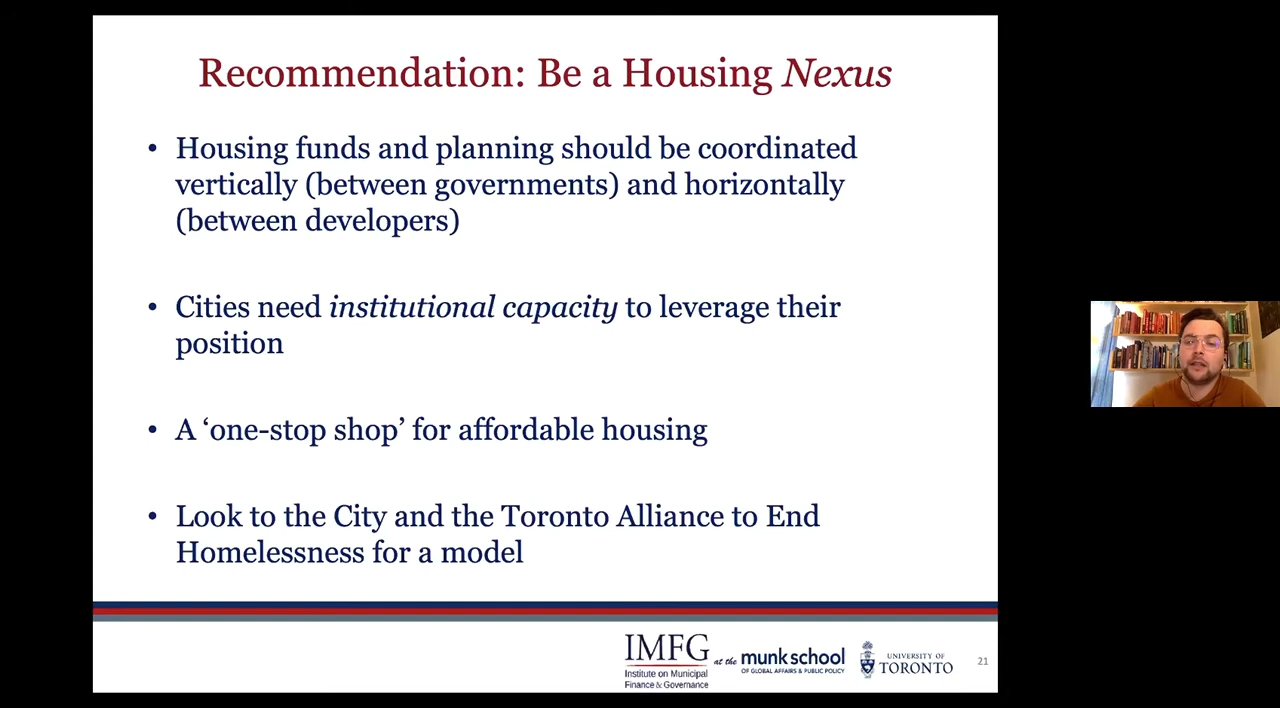 Recommendation: Be a Housing Nexus
• Housing funds and planning should be coordinated
vertically (between governments) and horizontally
(between developers)
• Cities need institutional capacity to leverage their
position
• A ‘one-stop shop’ for affordable housing
• Look to the City and the Toronto Alliance to End
Homelessness for a model
IMFG
Institute on Municipal
Finance & Governance
at the munk school
OF GLOBAL AFFAIRS & PUBLIC POLICY
UNIVERSITY OF
TORONTO
21